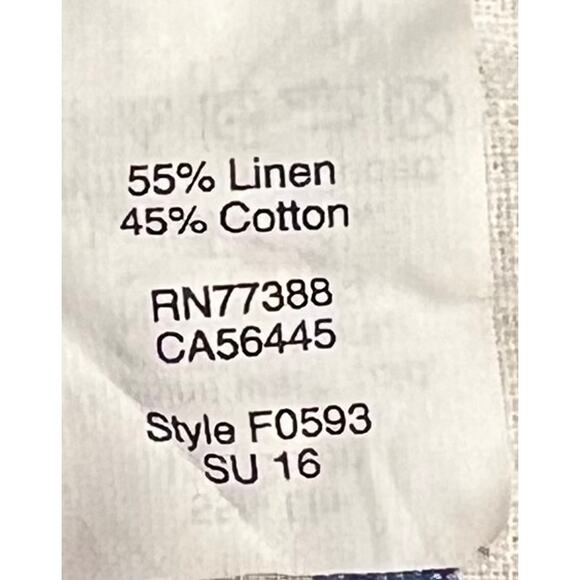 55% Linen
45% Cotton
RN77388
CA56445
Style F0593
SU 16